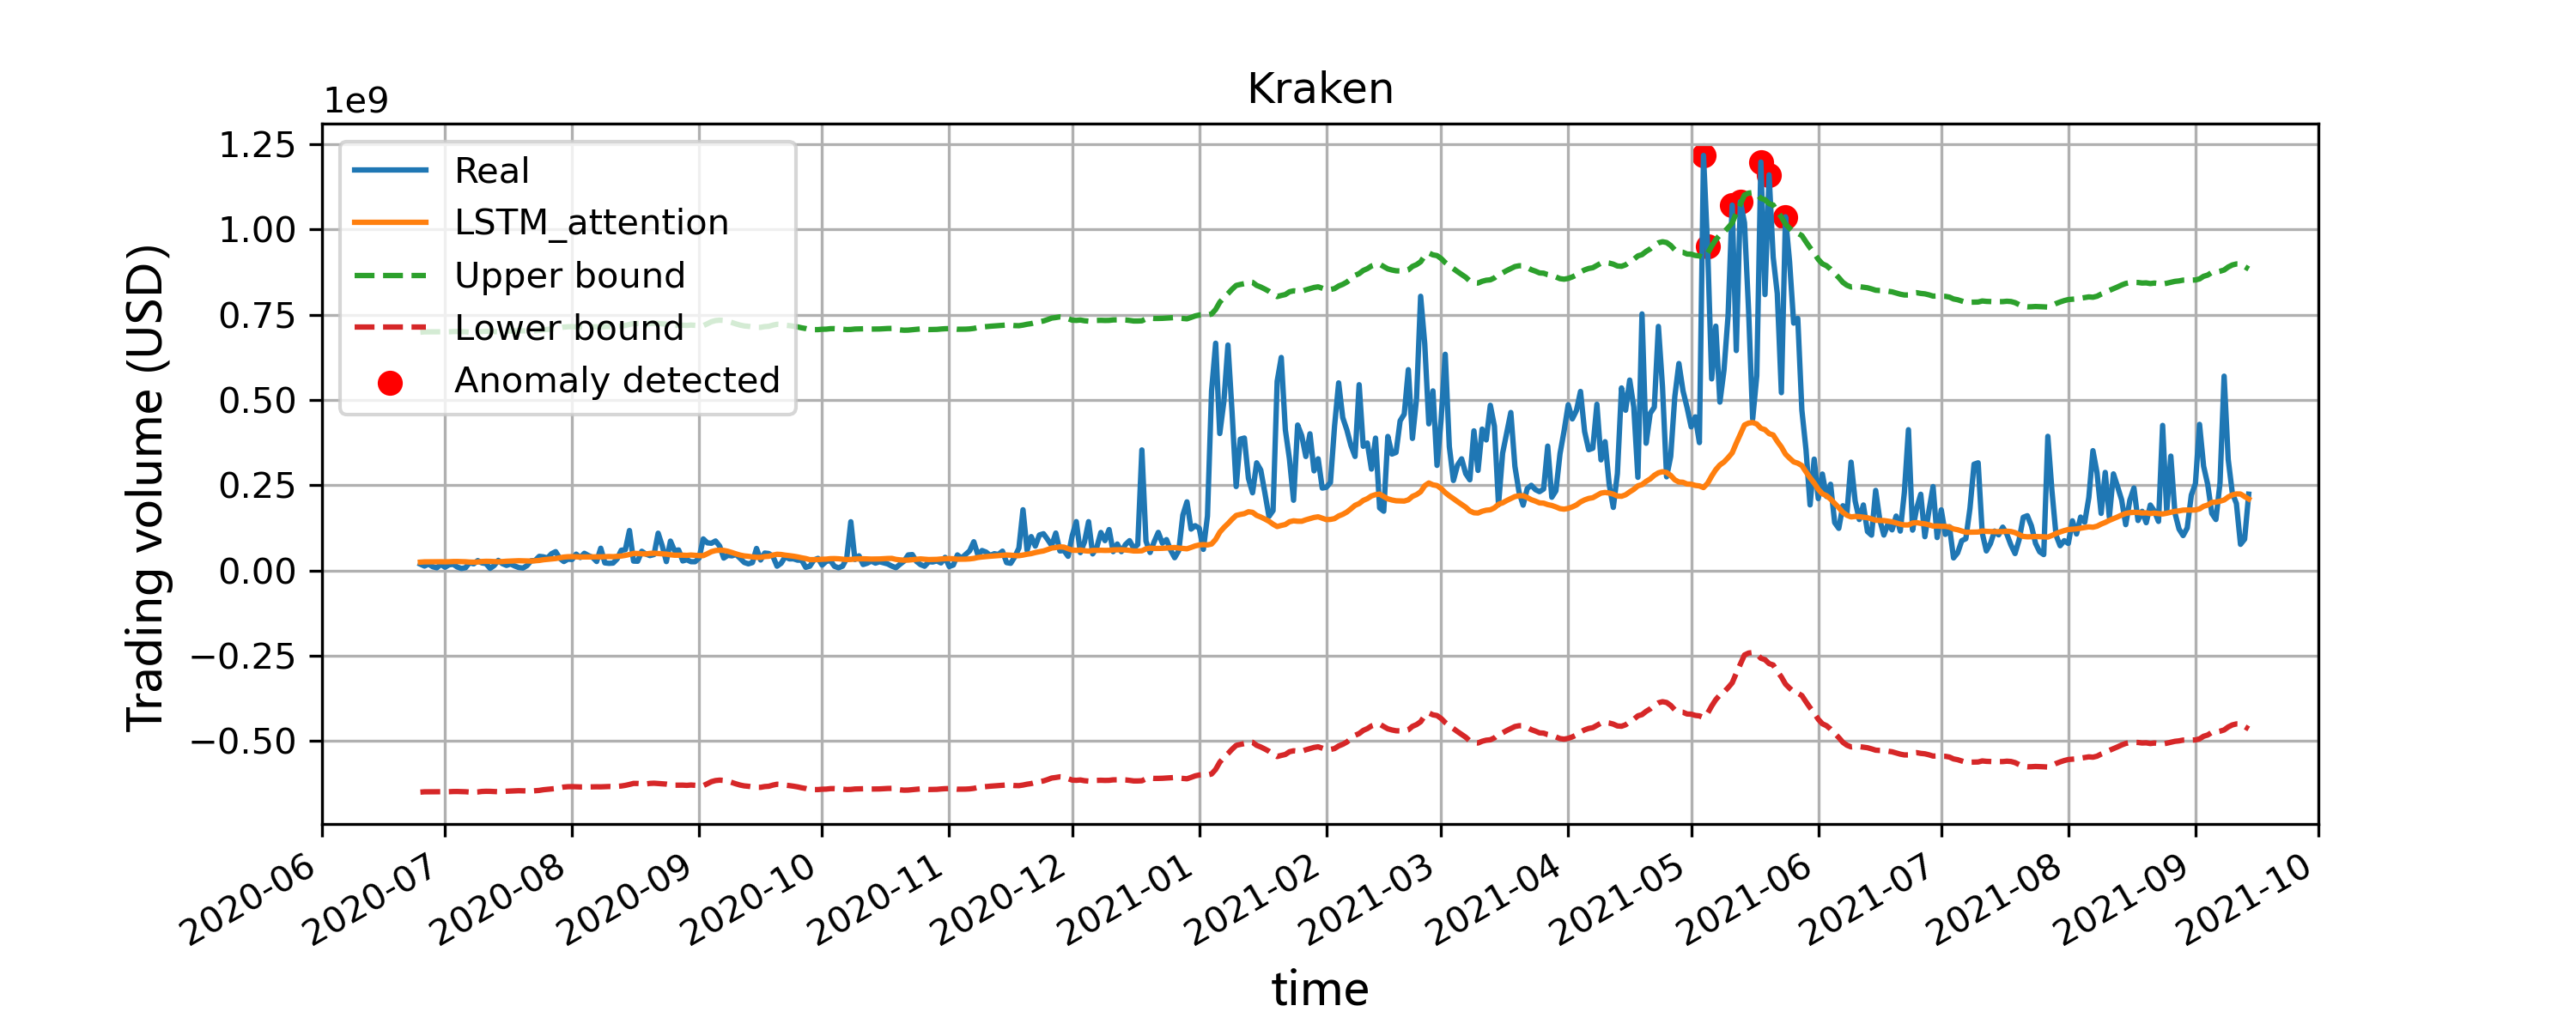 Kraken
1e9
1.25
1.00
0.75
0.50
0.25
0.00
−0.25
−0.50
Trading volume (USD)
Real
LSTM_attention
Upper bound
Lower bound
Anomaly detected
2020-06
2020-07
2020-08
2020-09
2020-10
2020-11
2020-12
2021-01
2021-02
2021-03
2021-04
2021-05
2021-06
2021-07
2021-08
2021-09
2021-10
time